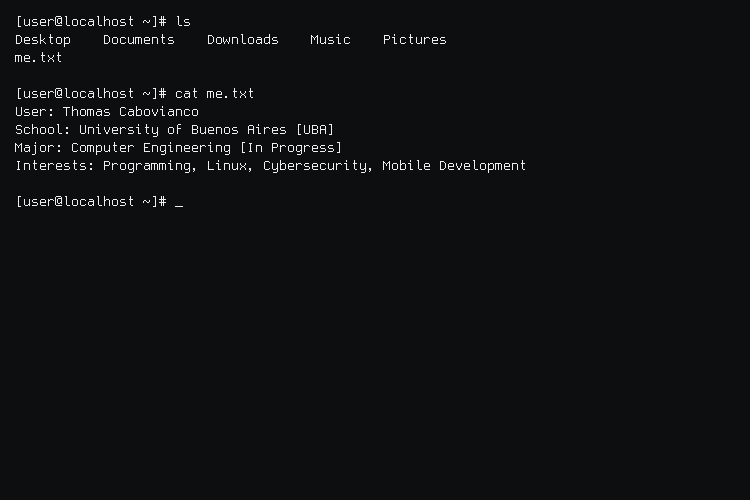 [user@localhost ~]# ls
Desktop    Documents    Downloads    Music    Pictures
me.txt
[user@localhost ~]# cat me.txt
User: Thomas Cabovianco
School: University of Buenos Aires [UBA]
Major: Computer Engineering [In Progress]
Interests: Programming, Linux, Cybersecurity, Mobile Development
[user@localhost ~]# _